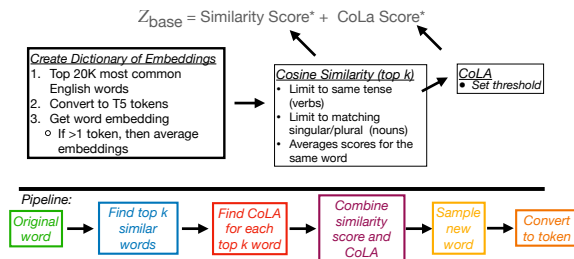 Zbase = Similarity Score* + CoLa Score*
Create Dictionary of Embeddings
1. Top 20K most common
English words
2. Convert to T5 tokens
3. Get word embedding
o If >1 token, then average
embeddings
Cosine Similarity (top k)
• Limit to same tense
(verbs)
• Limit to matching
singular/plural (nouns)
• Averages scores for the
same word
CoLA
• Set threshold
Pipeline:
Original
word
Find top k
similar
words
Find CoLA
for each
top k word
Combine
similarity
score and
CoLA
Sample
new
word
Convert
to token